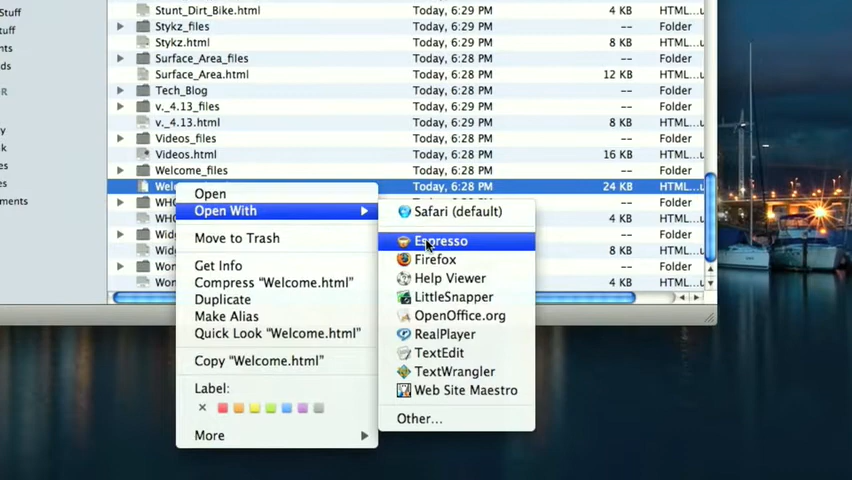 Stuff
Stunt_Dirt_Bike.html Today, 6:29 PM 4 KB HTML...
Stykz_files Today, 6:29 PM -- Folder
Stykz.html Today, 6:29 PM 8 KB HTML...
Surface_Area_files Today, 6:29 PM -- Folder
Surface_Area.html Today, 6:28 PM 12 KB HTML...
Tech_Blog Today, 6:28 PM -- Folder
v._4.13_files Today, 6:29 PM -- Folder
v._4.13.html Today, 6:29 PM 8 KB HTML...
Videos_files Today, 6:28 PM -- Folder
Videos.html Today, 6:28 PM 16 KB HTML...
Welcome_files Today, 6:28 PM -- Folder
Today, 6:28 PM 24 KB HTML...
-- Folder
4 KB HTML...
-- Folder
8 KB HTML...
-- Folder
4 KB HTML...
Open
Open With
Move to Trash
Get Info
Compress “Welcome.html”
Duplicate
Make Alias
Quick Look “Welcome.html”
Copy “Welcome.html”
Label:
More
Safari (default)
Espresso
Firefox
Help Viewer
LittleSnapper
OpenOffice.org
RealPlayer
TextEdit
TextWrangler
Web Site Maestro
Other...